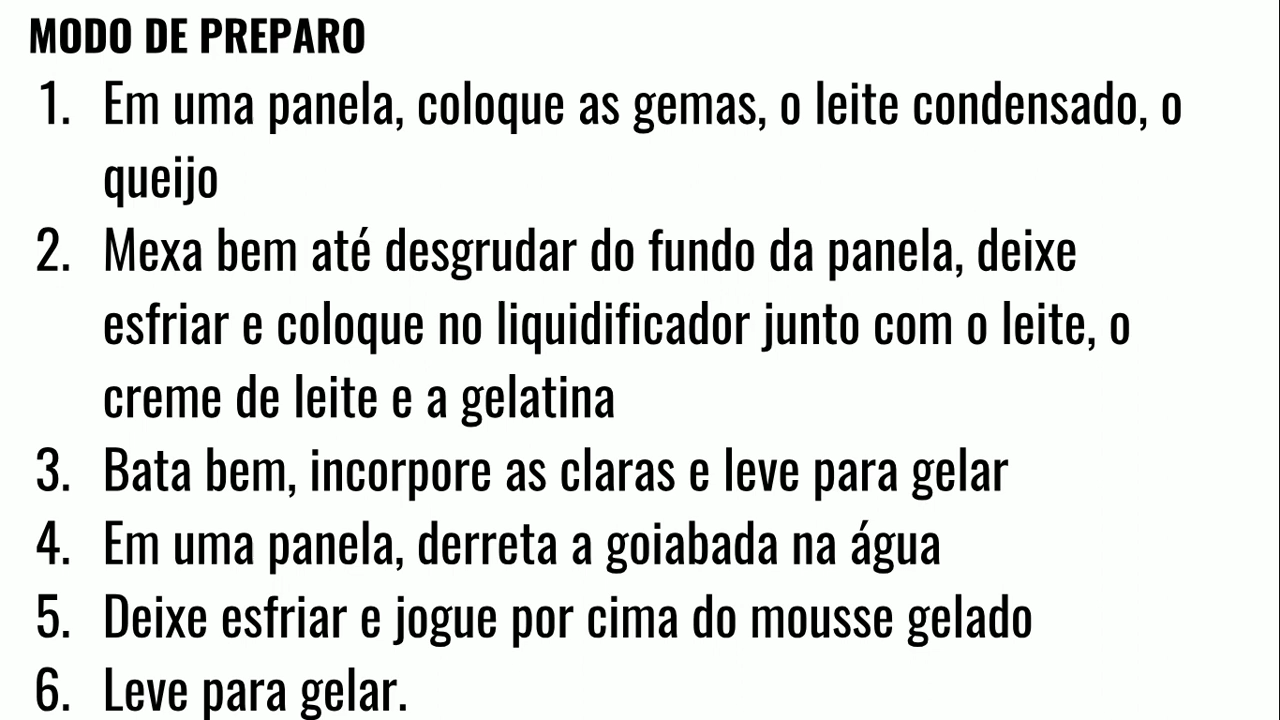 MODO DE PREPARO
1. Em uma panela, coloque as gemas, o leite condensado, o
queijo
2. Mexa bem até desgrudar do fundo da panela, deixe
esfriar e coloque no liquidificador junto com o leite, o
creme de leite e a gelatina
3. Bata bem, incorpore as claras e leve para gelar
4. Em uma panela, derreta a goiabada na água
5. Deixe esfriar e jogue por cima do mousse gelado
6. Leve para gelar.